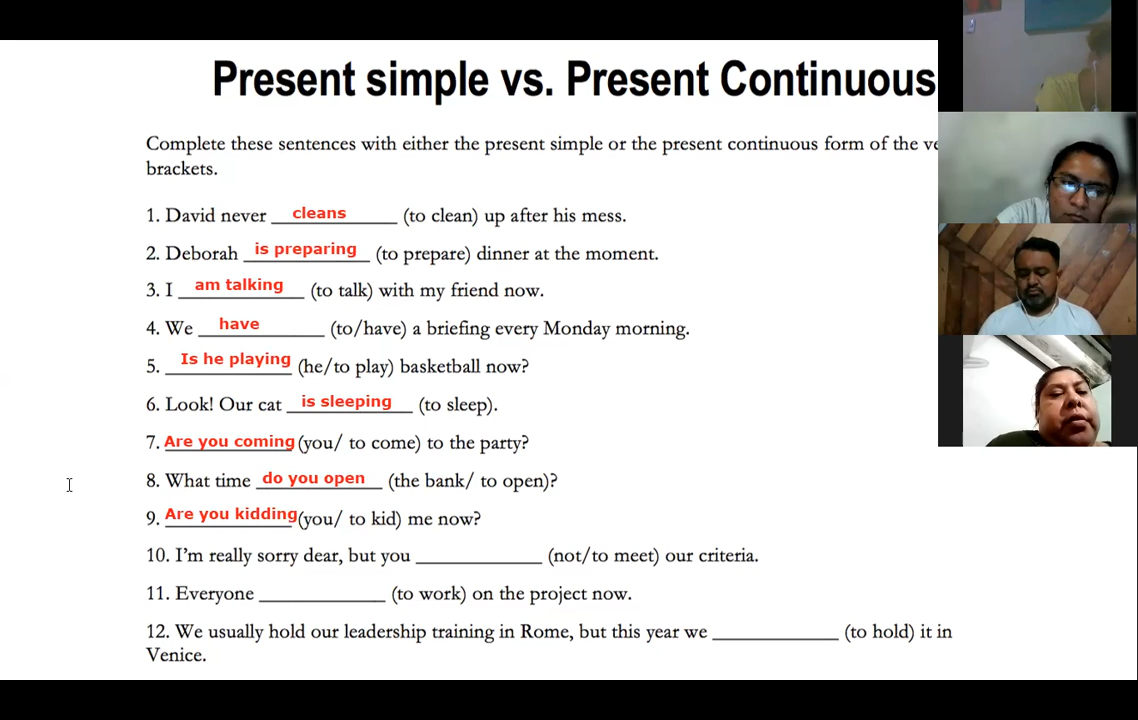 Present simple vs. Present Continuous
Complete these sentences with either the present simple or the present continuous form of the ve
brackets.
1. David never cleans (to clean) up after his mess.
2. Deborah is preparing (to prepare) dinner at the moment.
3. I am talking (to talk) with my friend now.
4. We have (to/have) a briefing every Monday morning.
5. Is he playing (he/to play) basketball now?
6. Look! Our cat is sleeping (to sleep).
7. Are you coming (you/ to come) to the party?
8. What time do you open (the bank/ to open)?
9. Are you kidding (you/ to kid) me now?
10. I’m really sorry dear, but you ____________ (not/to meet) our criteria.
11. Everyone ____________ (to work) on the project now.
12. We usually hold our leadership training in Rome, but this year we ____________ (to hold) it in
Venice.